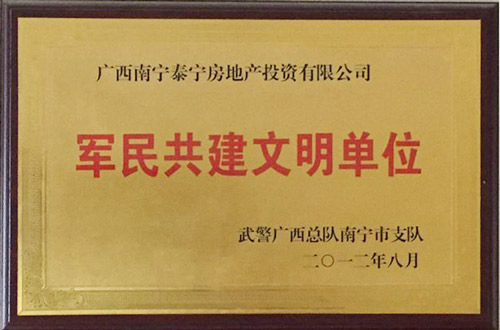 广西南宁泰宁房地产投资有限公司
军民共建文明单位
武警广西总队南宁市支队
二〇一二年八月